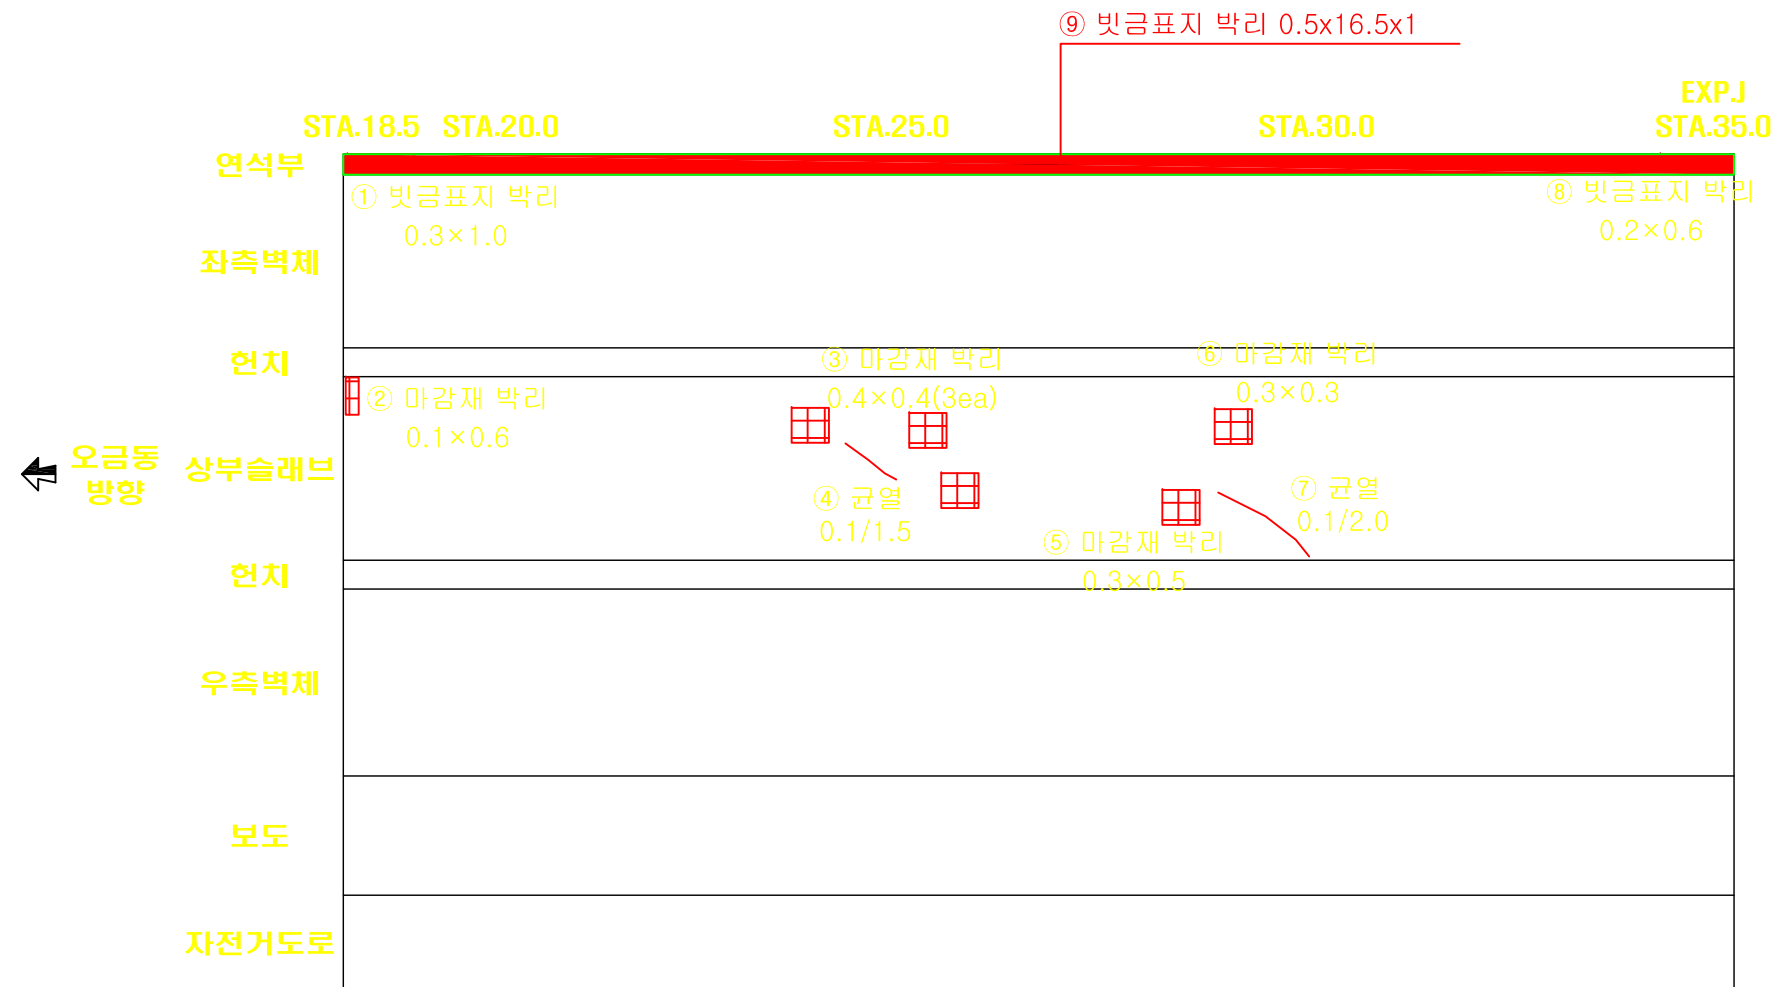 ⑨ 빗금표지 박리 0.5x16.5x1
EXP.J
STA.18.5 STA.20.0 STA.25.0 STA.30.0 STA.35.0
연석부
① 빗금표지 박리
0.3×1.0
⑧ 빗금표지 박리
0.2×0.6
좌측벽체
헌치
③ 마감재 박리
0.4×0.4(3ea)
⑥ 마감재 박리
0.3×0.3
② 마감재 박리
0.1×0.6
오금동
방향
상부슬래브
④ 균열
0.1/1.5
⑦ 균열
0.1/2.0
⑤ 마감재 박리
0.3×0.5
헌치
우측벽체
보도
자전거도로